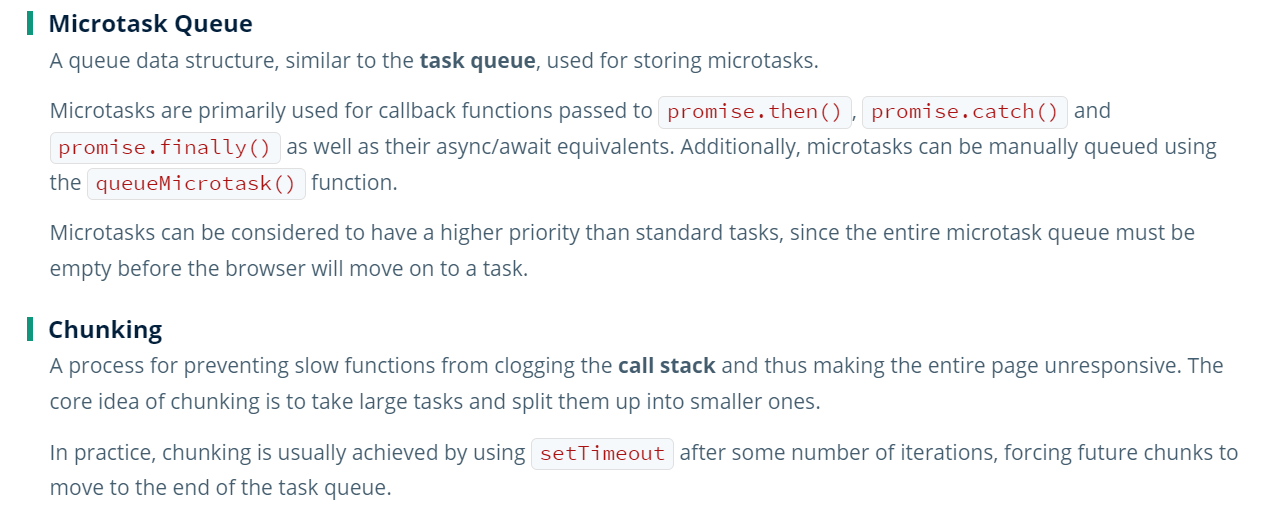 Microtask Queue
A queue data structure, similar to the task queue, used for storing microtasks.
Microtasks are primarily used for callback functions passed to promise.then(), promise.catch() and
promise.finally() as well as their async/await equivalents. Additionally, microtasks can be manually queued using
the queueMicrotask() function.
Microtasks can be considered to have a higher priority than standard tasks, since the entire microtask queue must be
empty before the browser will move on to a task.
Chunking
A process for preventing slow functions from clogging the call stack and thus making the entire page unresponsive. The
core idea of chunking is to take large tasks and split them up into smaller ones.
In practice, chunking is usually achieved by using setTimeout after some number of iterations, forcing future chunks to
move to the end of the task queue.